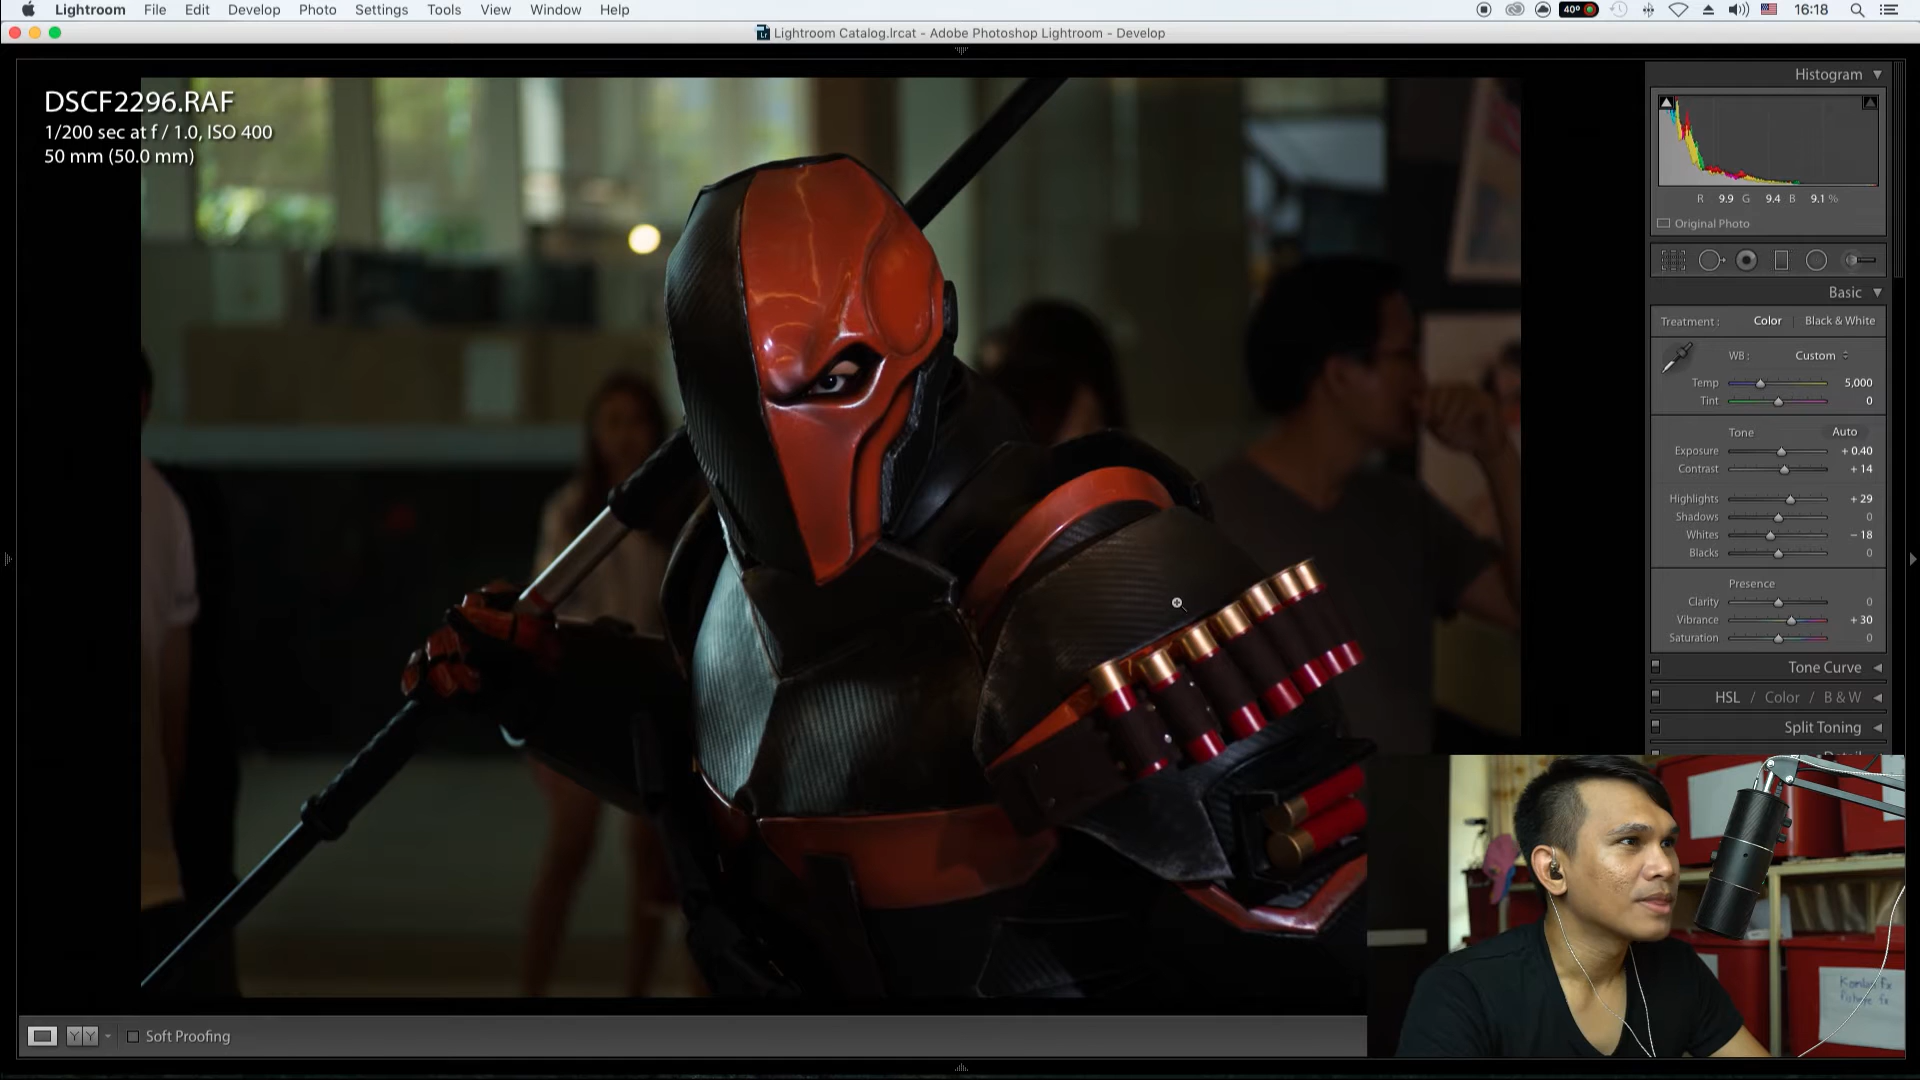 Lightroom File Edit Develop Photo Settings Tools View Window Help 40° 16:18
Lightroom Catalog.lrcat - Adobe Photoshop Lightroom - Develop
DSCF2296.RAF
1/200 sec at f / 1.0, ISO 400
50 mm (50.0 mm)
Histogram
R 9.9 G 9.4 B 9.1 %
Original Photo
Basic
Treatment : Color Black & White
WB : Custom
Temp 5,000
Tint 0
Tone Auto
Exposure + 0.40
Contrast + 14
Highlights + 29
Shadows 0
Whites - 18
Blacks 0
Presence
Clarity 0
Vibrance + 30
Saturation 0
Tone Curve
HSL / Color / B & W
Split Toning
YY Soft Proofing